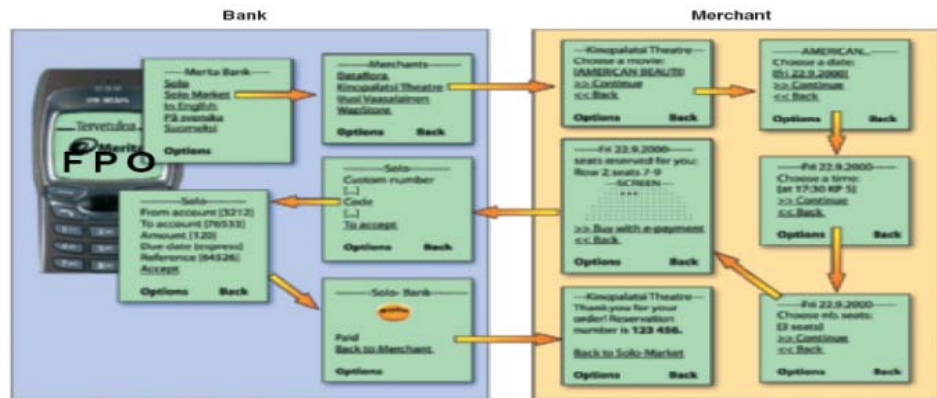 Bank
Merchant
Tervetuloa
Merita
FPO
Merita Bank
Solo
Solo Market
In English
På svenska
Suomeksi
Options
Merchants
Dataflora
Kinopalatsi Theatre
Uusi Vaasalainen
WapStore
Options Back
Kinopalatsi Theatre
Choose a movie:
[AMERICAN BEAUTI]
>> Continue
<< Back
Options Back
AMERICAN...
Choose a date:
[Fri 22.9.2000]
>> Continue
<< Back
Options Back
Fri 22.9.2000
Choose a time:
[at 17:30 KP 5]
>> Continue
<< Back
Options Back
Fri 22.9.2000
Choose nb. seats:
[3 seats]
>> Continue
<< Back
Options Back
Fri 22.9.2000
seats reserved for you:
Row 2, seats 7-9
SCREEN
>> Buy with e-payment
<< Back
Options Back
Solo
Custom number
[...]
Code
[...]
To accept
Options Back
Solo
From account [3212]
To account [76533]
Amount [120]
Due date [express]
Reference [64526]
Accept
Options Back
Solo- Bank
Paid
Back to Merchant
Options
Kinopalatsi Theatre
Thank you for your
order! Reservation
number is 123 456.
Back to Solo-Market
Options Back